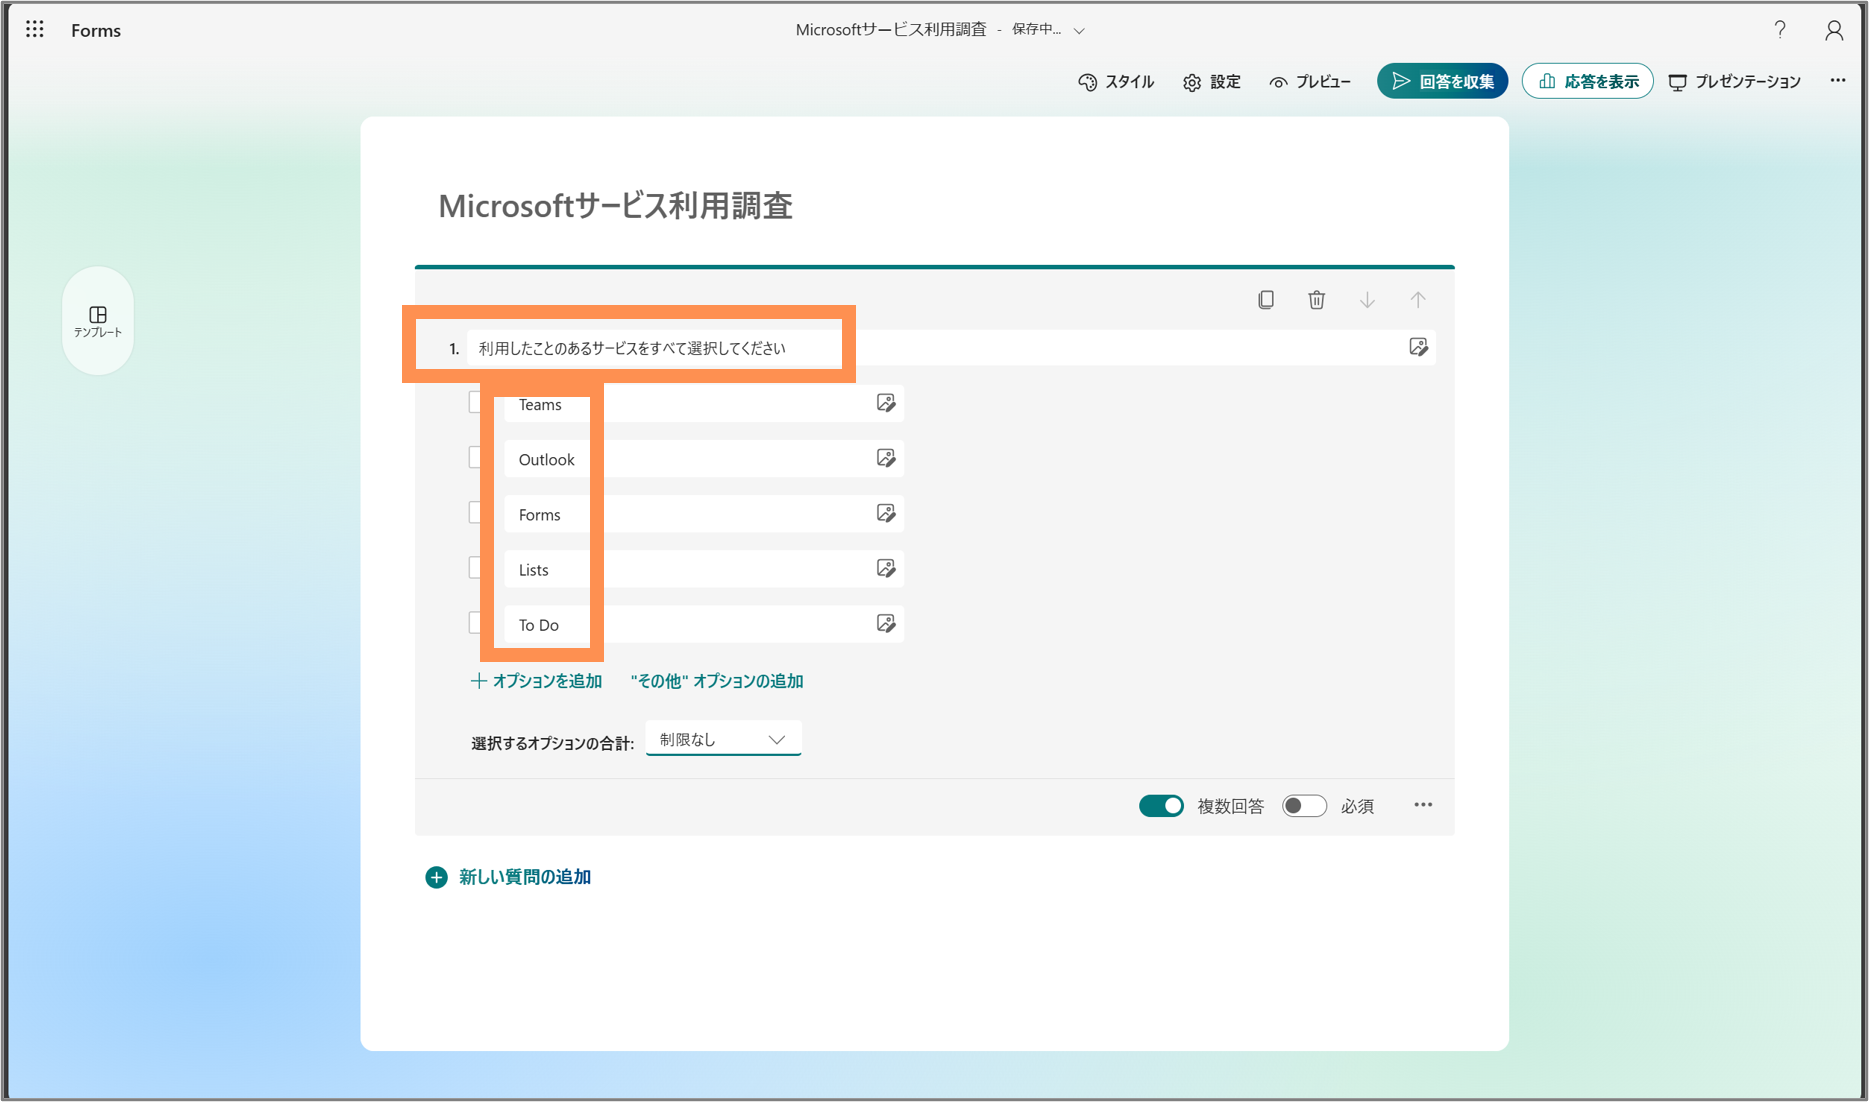 Forms
Microsoftサービス利用調査 - 保存中...
?
スタイル 設定 プレビュー 回答を収集 応答を表示 プレゼンテーション ...
Microsoftサービス利用調査
テンプレート
1. 利用したことのあるサービスをすべて選択してください
Teams
Outlook
Forms
Lists
To Do
オプションを追加 "その他" オプションの追加
選択するオプションの合計: 制限なし
複数回答 必須 ...
新しい質問の追加